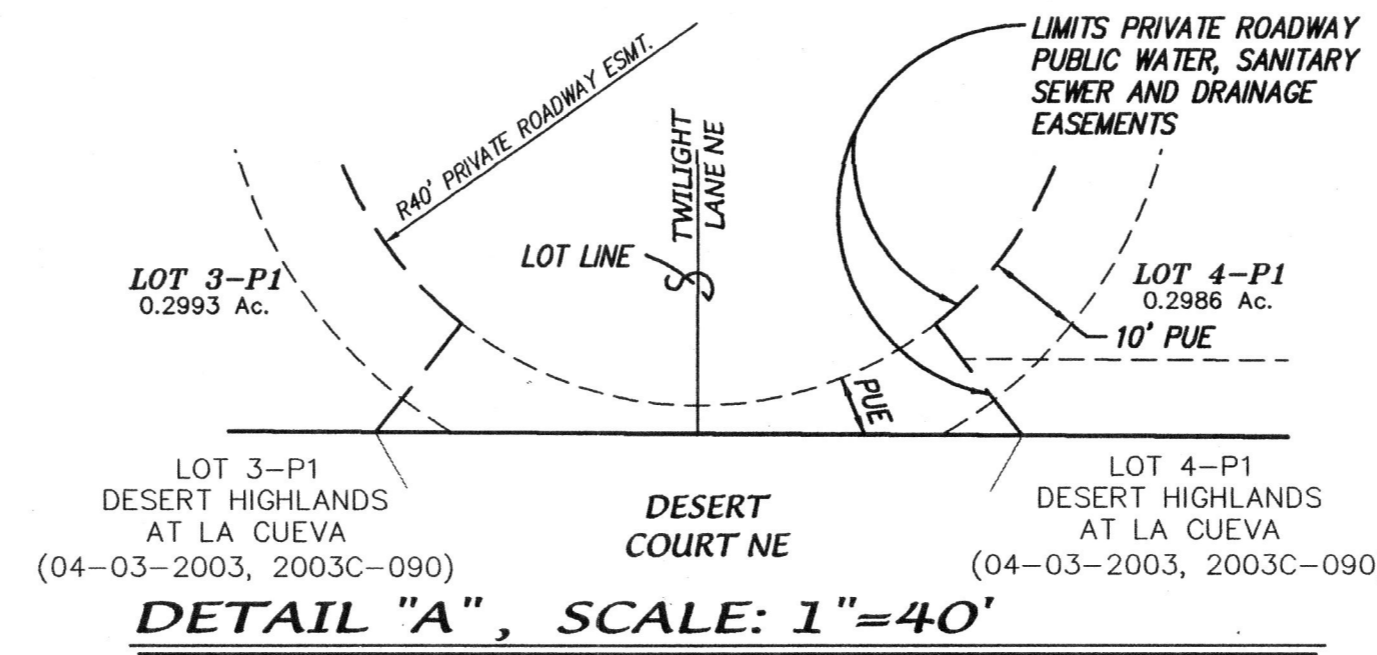 LIMITS PRIVATE ROADWAY
PUBLIC WATER, SANITARY
SEWER AND DRAINAGE
EASEMENTS
R40' PRIVATE ROADWAY ESMT.
TWILIGHT
LANE NE
LOT LINE
LOT 3-P1
0.2993 Ac.
LOT 4-P1
0.2986 Ac.
10' PUE
PUE
LOT 3-P1
DESERT HIGHLANDS
AT LA CUEVA
(04-03-2003, 2003C-090)
DESERT
COURT NE
LOT 4-P1
DESERT HIGHLANDS
AT LA CUEVA
(04-03-2003, 2003C-090
DETAIL "A", SCALE: 1"=40'